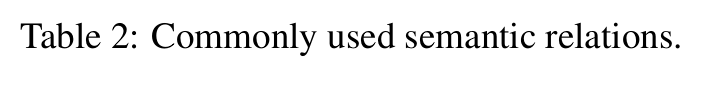 Table 2: Commonly used semantic relations.